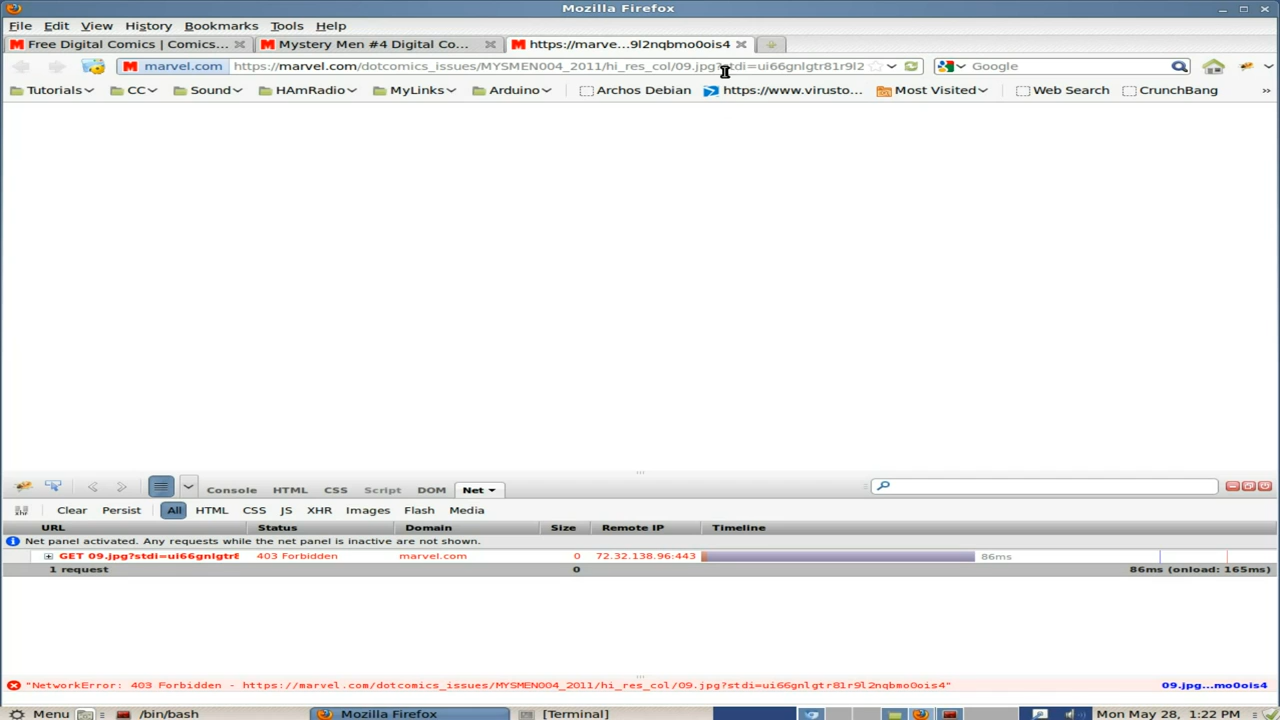 Mozilla Firefox
File Edit View History Bookmarks Tools Help
Free Digital Comics | Comics... Mystery Men #4 Digital Co... https://marve...9l2nqbmo0ois4
marvel.com https://marvel.com/dotcomics_issues/MYSMEN004_2011/hi_res_col/09.jpg?stdi=ui66gnlgtr81r9l2 Google
Tutorials CC Sound HAmRadio MyLinks Arduino Archos Debian https://www.virusto... Most Visited Web Search CrunchBang »
Console HTML CSS Script DOM Net
Clear Persist All HTML CSS JS XHR Images Flash Media
URL Status Domain Size Remote IP Timeline
Net panel activated. Any requests while the net panel is inactive are not shown.
GET 09.jpg?stdi=ui66gnlgtr8 403 Forbidden marvel.com 0 72.32.138.96:443 86ms
1 request 0 86ms (onload: 165ms)
"NetworkError: 403 Forbidden - https://marvel.com/dotcomics_issues/MYSMEN004_2011/hi_res_col/09.jpg?stdi=ui66gnlgtr81r9l2nqbmo0ois4" 09.jpg...mo0ois4
Menu /bin/bash Mozilla Firefox [Terminal] Mon May 28, 1:22 PM